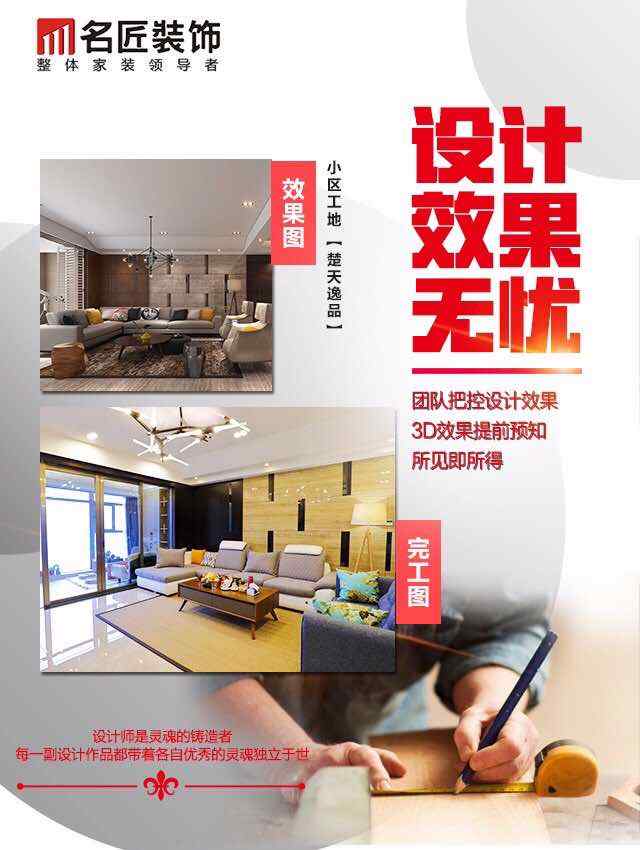 名匠装饰
整体家装领导者
设计
效果
无忧
效果图
小区工地【楚天逸品】
团队把控设计效果
3D效果提前预知
所见即所得
完工图
设计师是灵魂的铸造者
每一副设计作品都带着各自优秀的灵魂独立于世